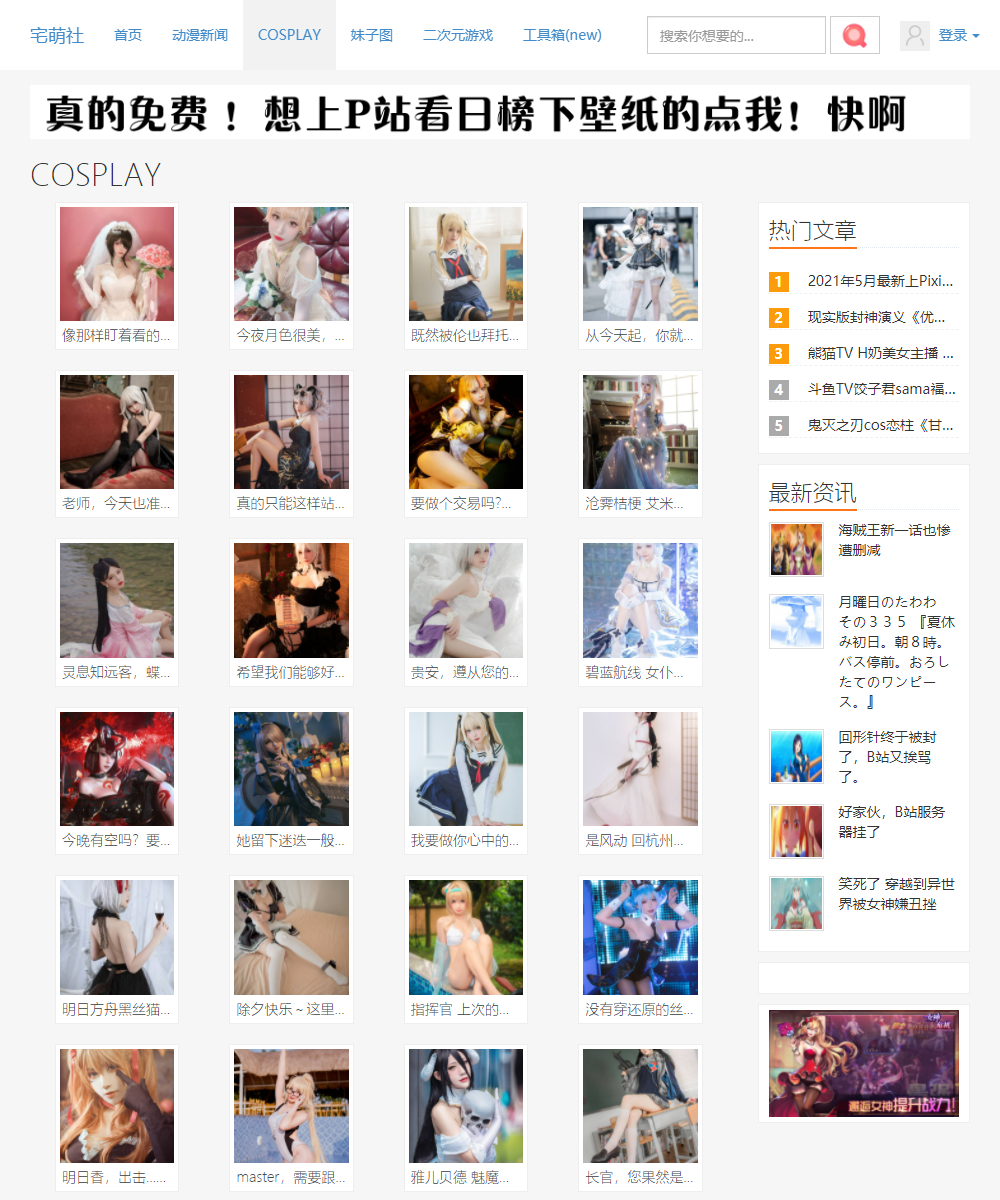 宅萌社 首页 动漫新闻 COSPLAY 妹子图 二次元游戏 工具箱(new) 搜索你想要的... 登录
真的免费！想上P站看日榜下壁纸的点我！快啊
COSPLAY
像那样盯着看的... 今夜月色很美，... 既然被伦也拜托... 从今天起，你就...
老师，今天也准... 真的只能这样站... 要做个交易吗?... 沧霁桔梗 艾米...
灵息知远客，蝶... 希望我们能够好... 贵安，遵从您的... 碧蓝航线 女仆...
今晚有空吗？要... 她留下迷迭一般... 我要做你心中的... 是风动 回杭州...
明日方舟黑丝猫... 除夕快乐～这里... 指挥官 上次的... 没有穿还原的丝...
明日香，出击...... master，需要跟... 雅儿贝德 魅魔... 长官，您果然是...
热门文章
1 2021年5月最新上Pixi...
2 现实版封神演义《优...
3 熊猫TV H奶美女主播 ...
4 斗鱼TV饺子君sama福...
5 鬼灭之刃cos恋柱《甘...
最新资讯
海贼王新一话也惨
遭删减
月曜日のたわわ
その３３５ 『夏休
み初日。朝８時。
バス停前。おろし
たてのワンピー
ス。』
回形针终于被封
了，B站又挨骂
了。
好家伙，B站服务
器挂了
笑死了 穿越到异世
界被女神嫌丑挫
邂逅女神提升战力!